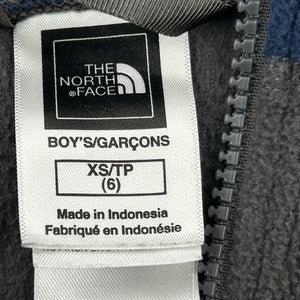 THE
NORTH
FACE
BOY'S/GARÇONS
XS/TP
(6)
Made in Indonesia
Fabriqué en Indonésie